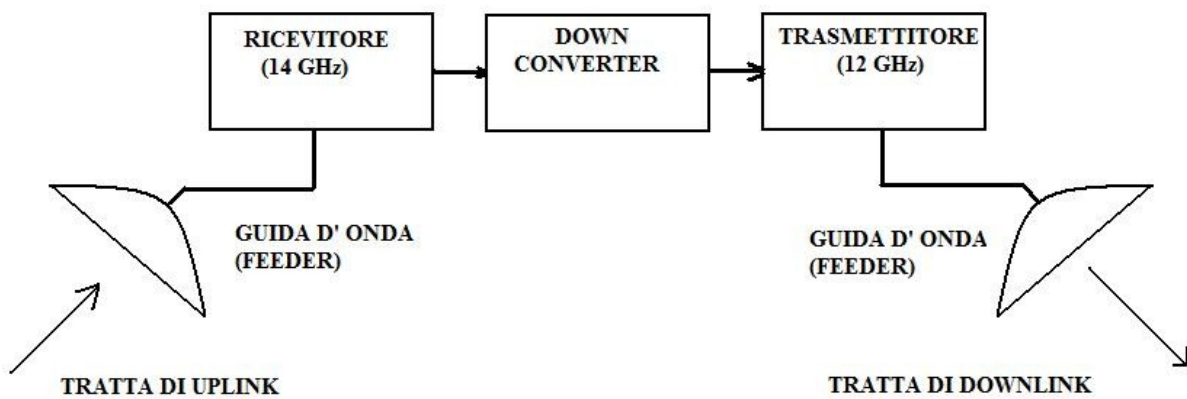 RICEVITORE
(14 GHz)
DOWN
CONVERTER
TRASMETTITORE
(12 GHz)
GUIDA D' ONDA
(FEEDER)
GUIDA D' ONDA
(FEEDER)
TRATTA DI UPLINK
TRATTA DI DOWNLINK